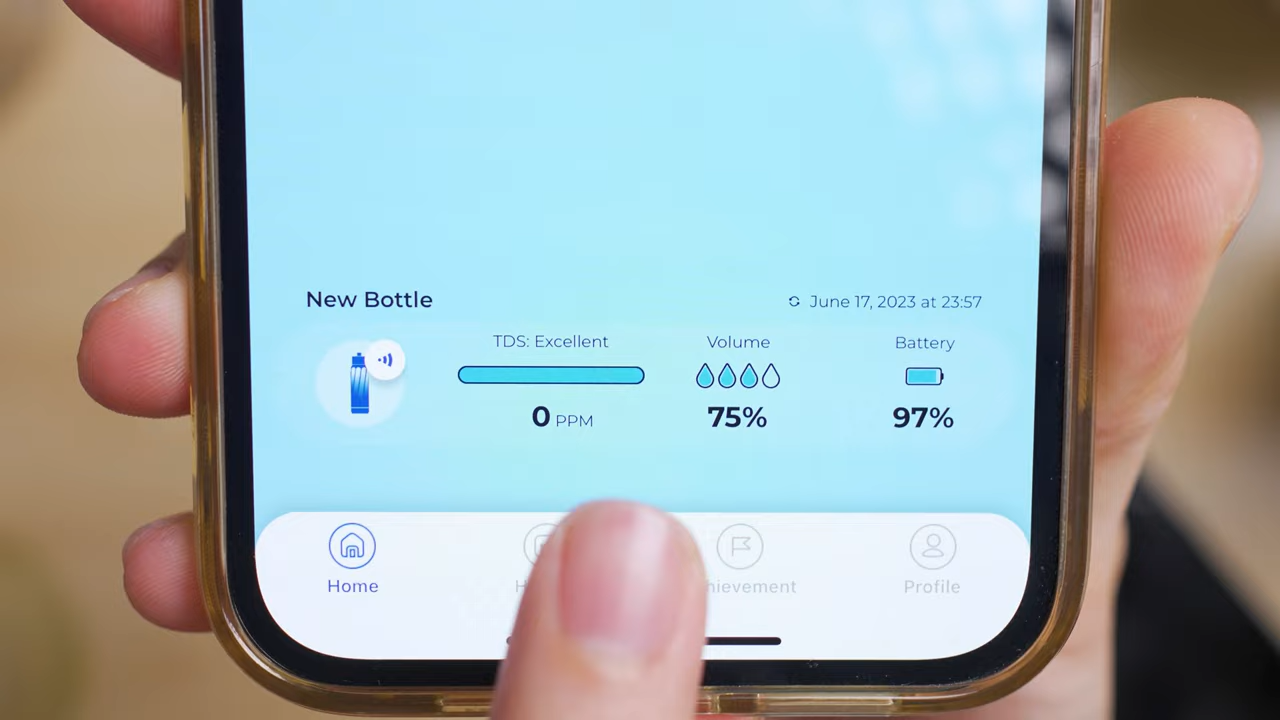 New Bottle
June 17, 2023 at 23:57
TDS: Excellent
Volume
Battery
0 PPM
75%
97%
Home
Profile